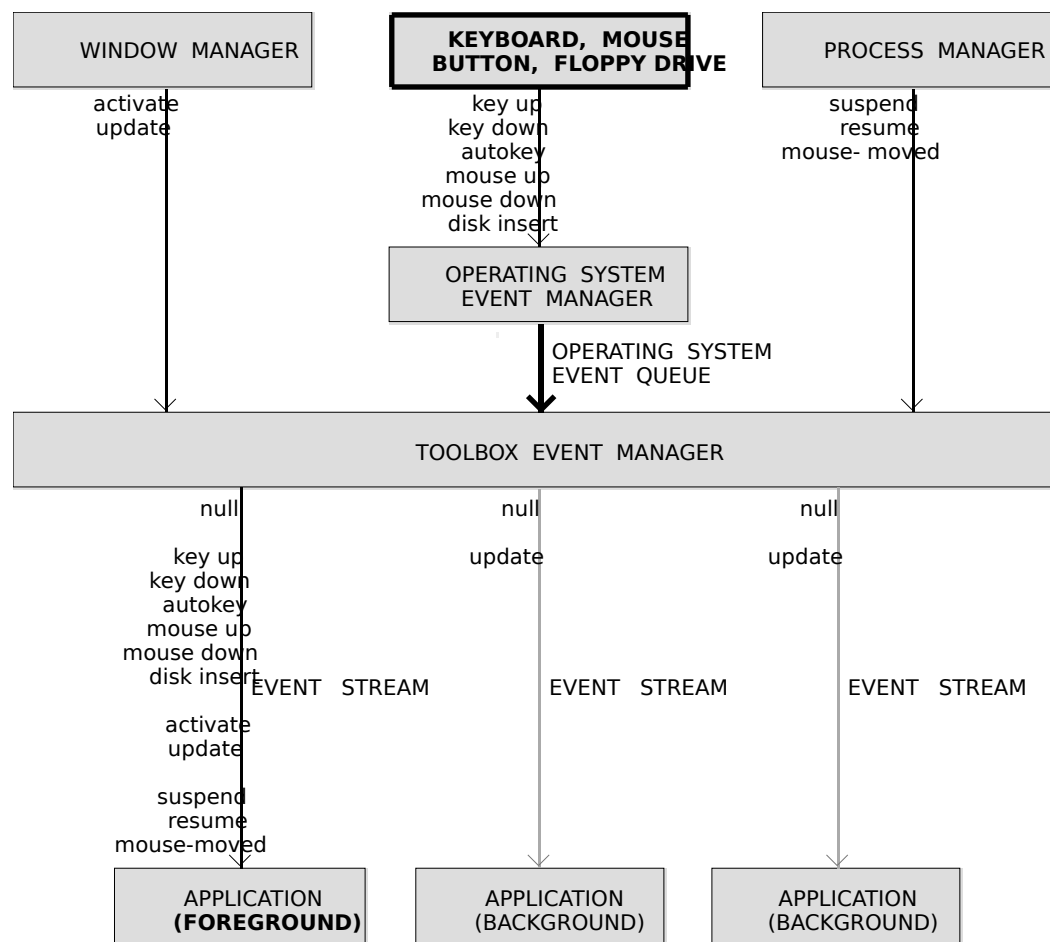 WINDOW MANAGER
KEYBOARD, MOUSE
BUTTON, FLOPPY DRIVE
PROCESS MANAGER
activate
update
key up
key down
autokey
mouse up
mouse down
disk insert
suspend
resume
mouse- moved
OPERATING SYSTEM
EVENT MANAGER
OPERATING SYSTEM
EVENT QUEUE
TOOLBOX EVENT MANAGER
null
key up
key down
autokey
mouse up
mouse down
disk insert
activate
update
suspend
resume
mouse-moved
EVENT STREAM
null
update
EVENT STREAM
null
update
EVENT STREAM
APPLICATION
(FOREGROUND)
APPLICATION
(BACKGROUND)
APPLICATION
(BACKGROUND)